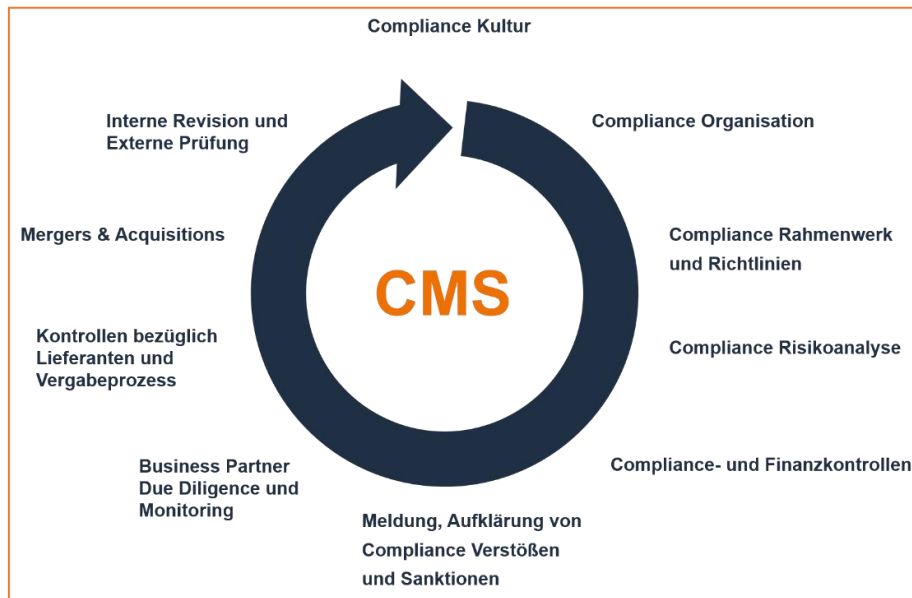 Compliance Kultur
Compliance Organisation
Compliance Rahmenwerk
und Richtlinien
Compliance Risikoanalyse
Compliance- und Finanzkontrollen
Meldung, Aufklärung von
Compliance Verstößen
und Sanktionen
Business Partner
Due Diligence und
Monitoring
Kontrollen bezüglich
Lieferanten und
Vergabeprozess
Mergers & Acquisitions
Interne Revision und
Externe Prüfung
CMS